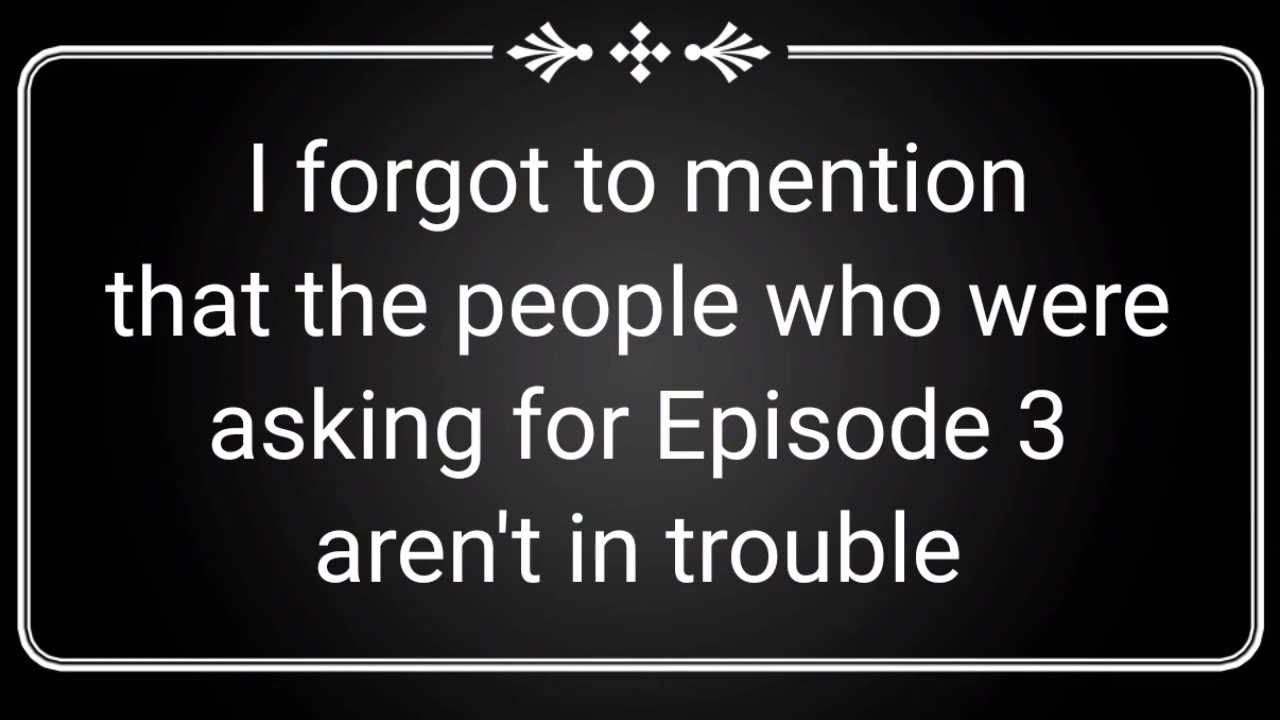 I forgot to mention
that the people who were
asking for Episode 3
aren't in trouble